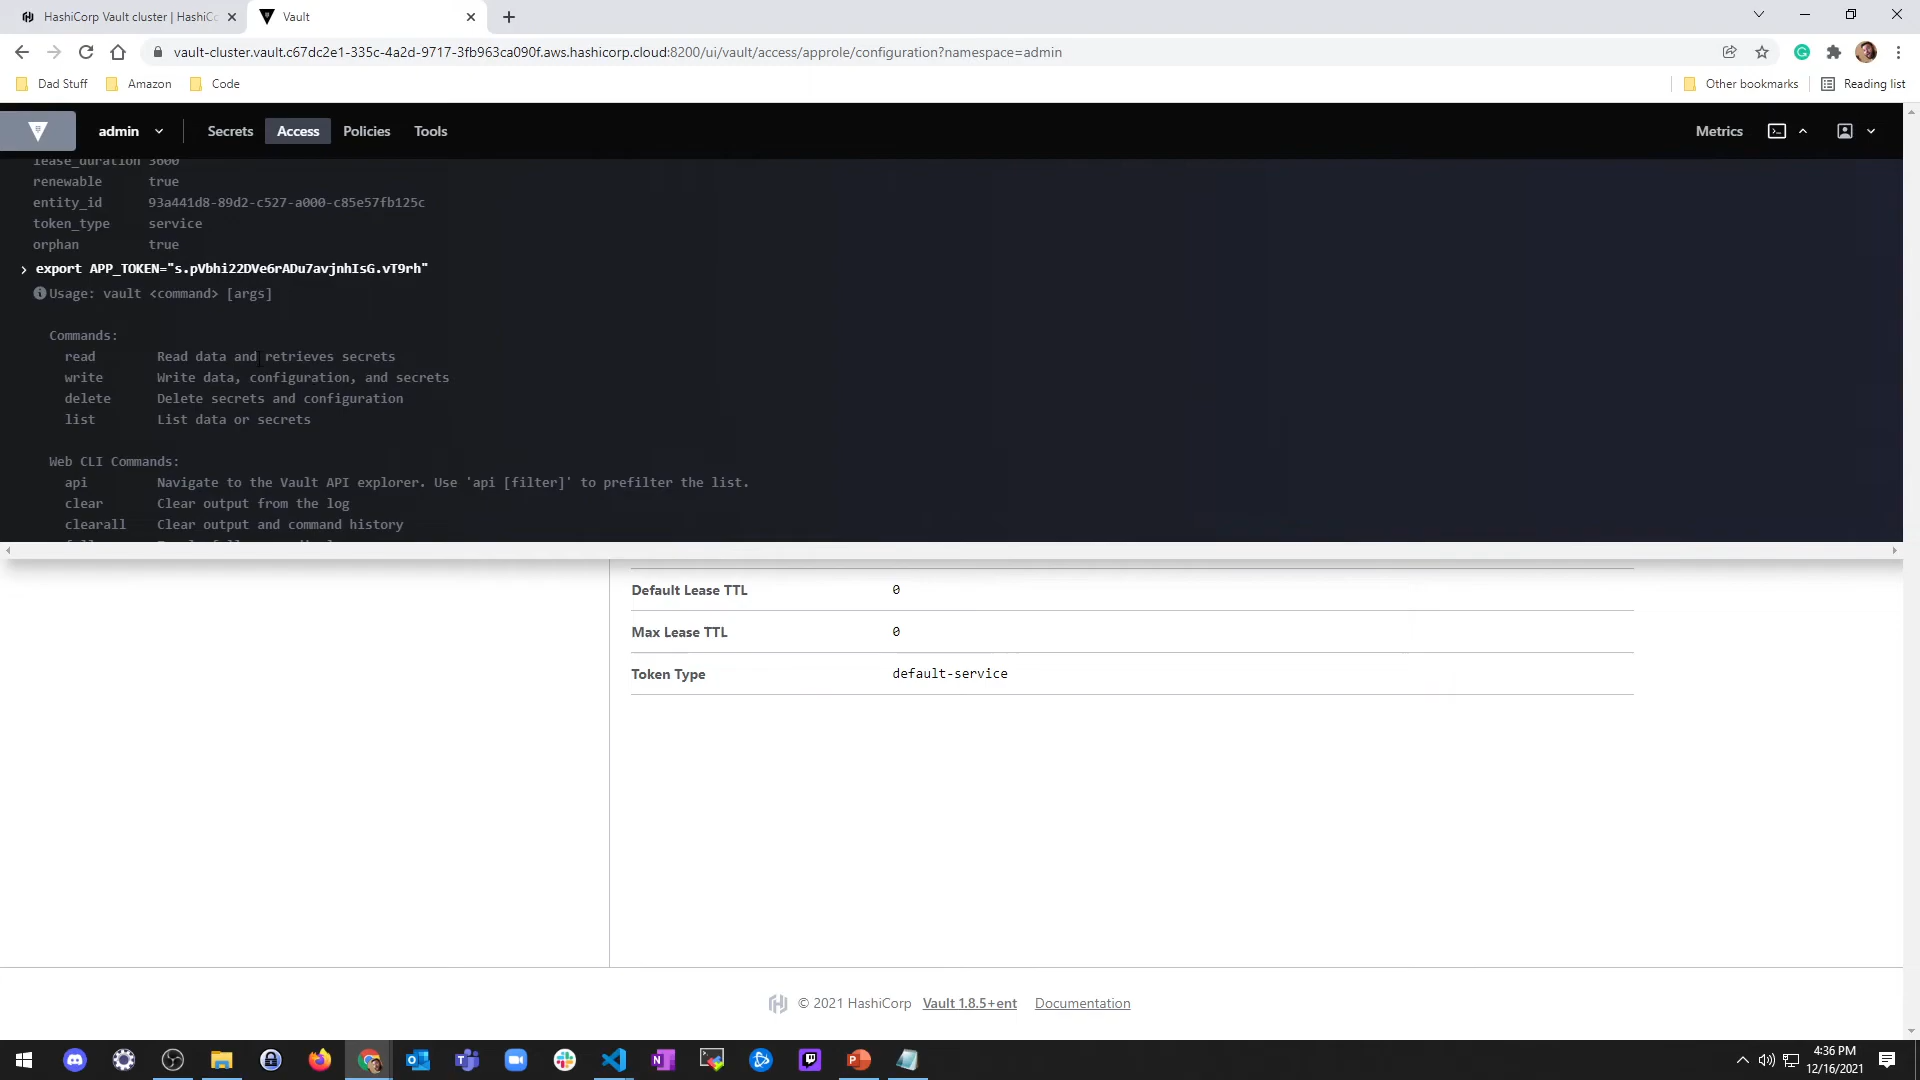 HashiCorp Vault cluster | HashiC
Vault
vault-cluster.vault.c67dc2e1-335c-4a2d-9717-3fb963ca090f.aws.hashicorp.cloud:8200/ui/vault/access/approle/configuration?namespace=admin
Dad Stuff
Amazon
Code
Other bookmarks
Reading list
admin
Secrets
Access
Policies
Tools
Metrics
lease_duration 3600
renewable true
entity_id 93a441d8-89d2-c527-a000-c85e57fb125c
token_type service
orphan true
export APP_TOKEN="s.pVbhi22DVe6rADu7avjnhIsG.vT9rh"
Usage: vault <command> [args]
Commands:
read Read data and retrieves secrets
write Write data, configuration, and secrets
delete Delete secrets and configuration
list List data or secrets
Web CLI Commands:
api Navigate to the Vault API explorer. Use 'api [filter]' to prefilter the list.
clear Clear output from the log
clearall Clear output and command history
Default Lease TTL 0
Max Lease TTL 0
Token Type default-service
© 2021 HashiCorp Vault 1.8.5+ent Documentation
4:36 PM
12/16/2021